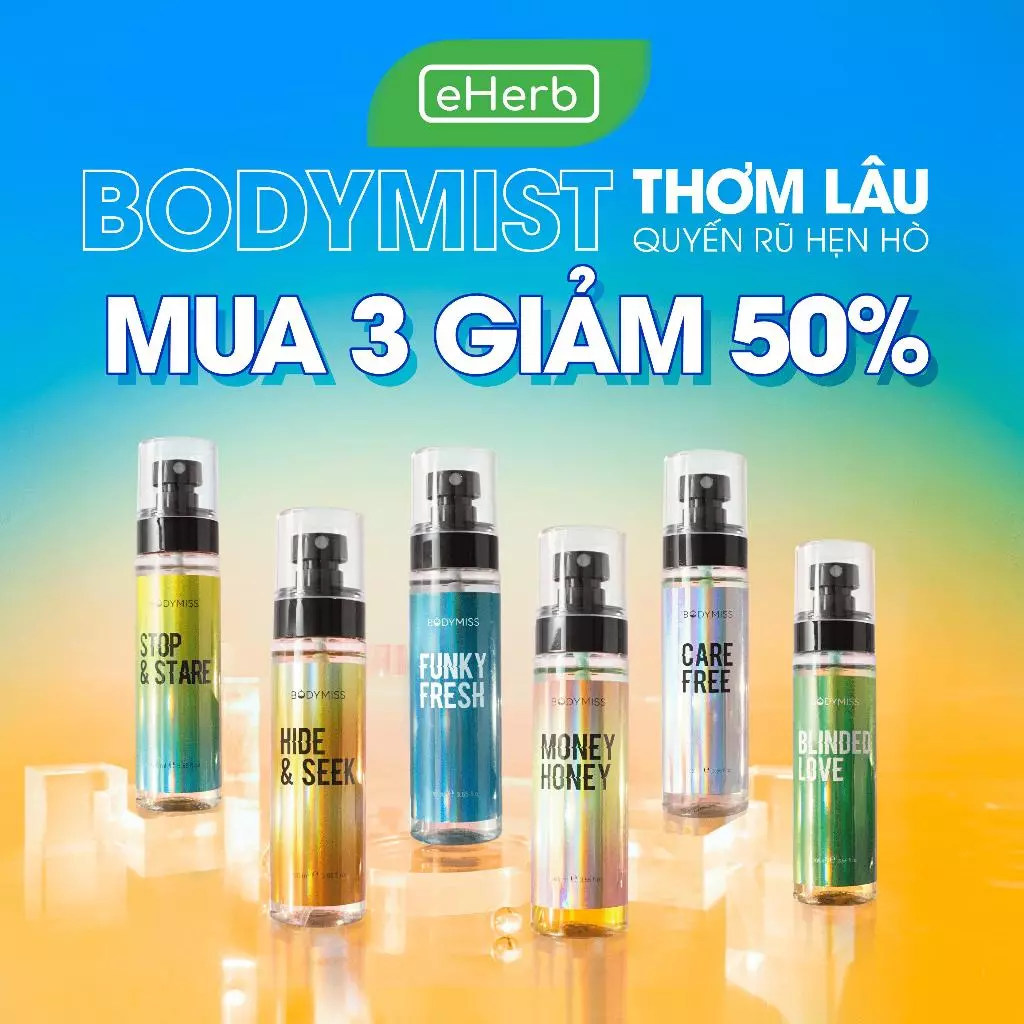 eHerb
BODYMIST
THƠM LÂU
QUYẾN RŨ HẸN HÒ
MUA 3 GIẢM 50%
BODYMISS
STOP
& STARE
BODYMISS
HIDE
& SEEK
BODYMISS
FUNKY
FRESH
BODYMISS
MONEY
HONEY
BODYMISS
CARE
FREE
BODYMISS
BLINDED
LOVE